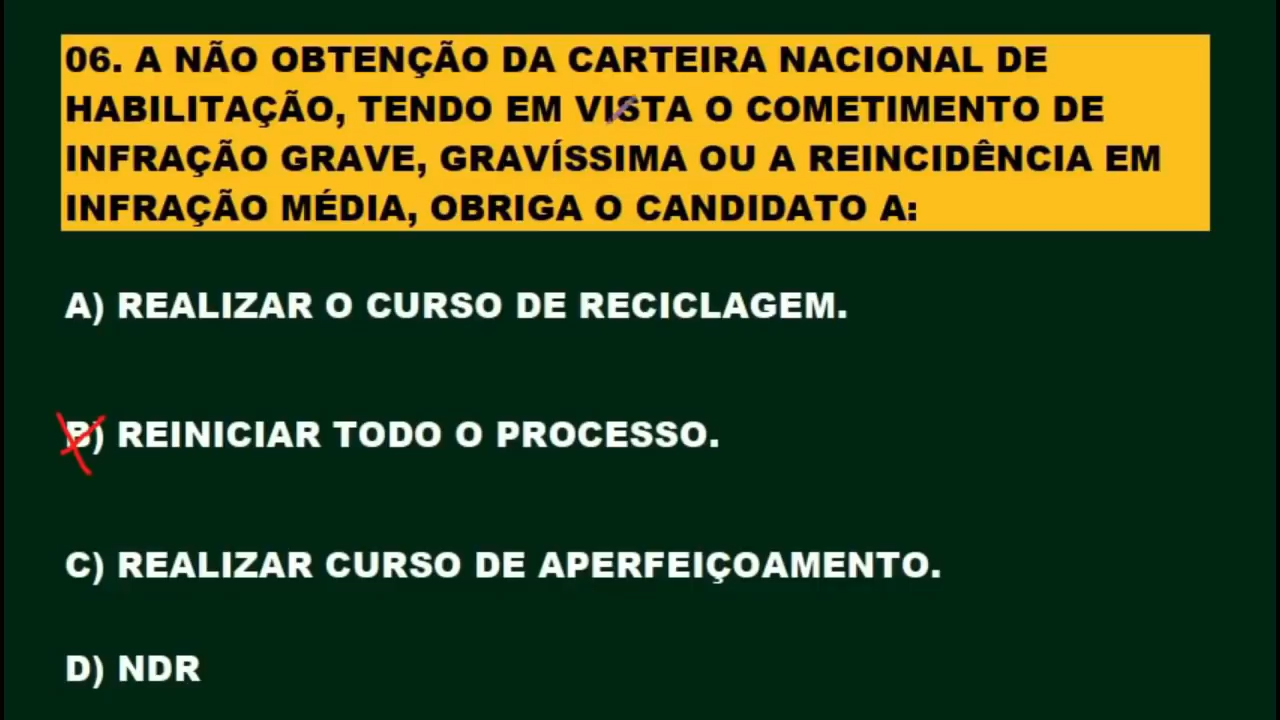 06. A NÃO OBTENÇÃO DA CARTEIRA NACIONAL DE
HABILITAÇÃO, TENDO EM VISTA O COMETIMENTO DE
INFRAÇÃO GRAVE, GRAVÍSSIMA OU A REINCIDÊNCIA EM
INFRAÇÃO MÉDIA, OBRIGA O CANDIDATO A:
A) REALIZAR O CURSO DE RECICLAGEM.
B) REINICIAR TODO O PROCESSO.
C) REALIZAR CURSO DE APERFEIÇOAMENTO.
D) NDR